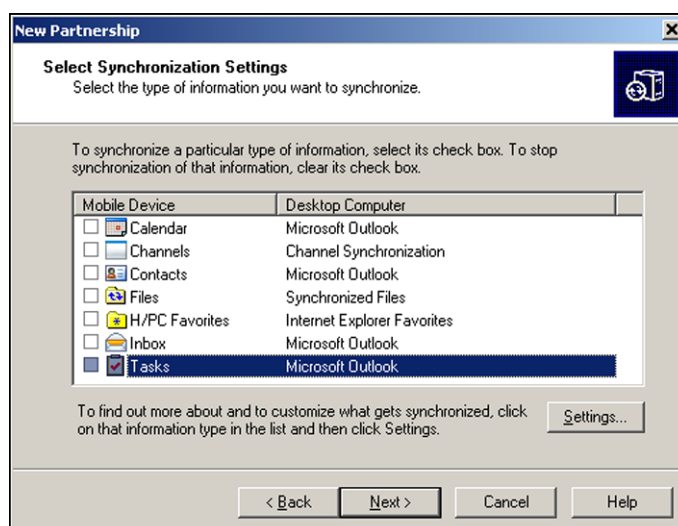 New Partnership
Select Synchronization Settings
Select the type of information you want to synchronize.
To synchronize a particular type of information, select its check box. To stop
synchronization of that information, clear its check box.
Mobile Device Desktop Computer
Calendar Microsoft Outlook
Channels Channel Synchronization
Contacts Microsoft Outlook
Files Synchronized Files
H/PC Favorites Internet Explorer Favorites
Inbox Microsoft Outlook
Tasks Microsoft Outlook
To find out more about and to customize what gets synchronized, click
on that information type in the list and then click Settings.
Settings...
< Back Next > Cancel Help